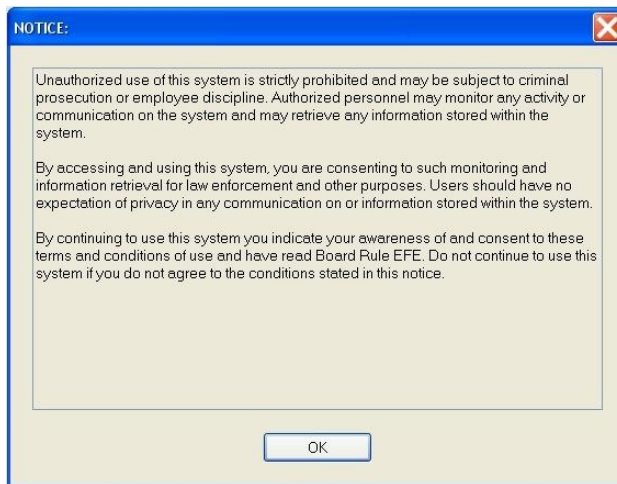 NOTICE:
Unauthorized use of this system is strictly prohibited and may be subject to criminal
prosecution or employee discipline. Authorized personnel may monitor any activity or
communication on the system and may retrieve any information stored within the
system.
By accessing and using this system, you are consenting to such monitoring and
information retrieval for law enforcement and other purposes. Users should have no
expectation of privacy in any communication on or information stored within the system.
By continuing to use this system you indicate your awareness of and consent to these
terms and conditions of use and have read Board Rule EFE. Do not continue to use this
system if you do not agree to the conditions stated in this notice.
OK